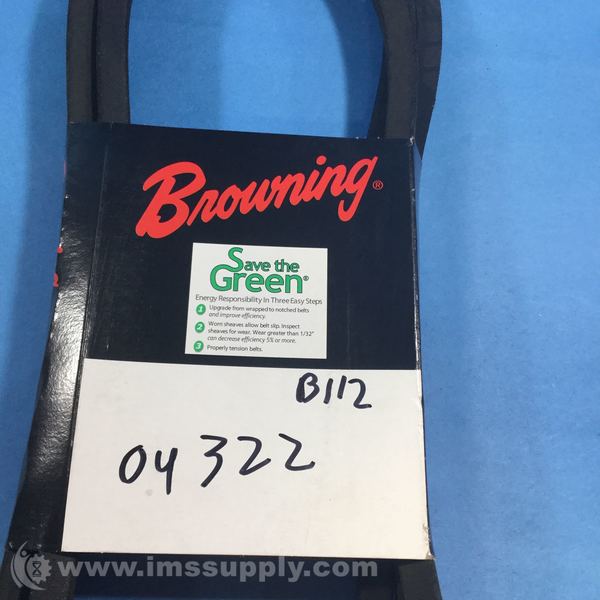 Browning®
Save the
Green®
Energy Responsibility In Three Easy Steps
1 Upgrade from wrapped to notched belts
and improve efficiency.
2 Worn sheaves allow belt slip. Inspect
sheaves for wear. Wear greater than 1/32"
can decrease efficiency 5% or more.
3 Properly tension belts.
B112
04322
www.imssupply.com